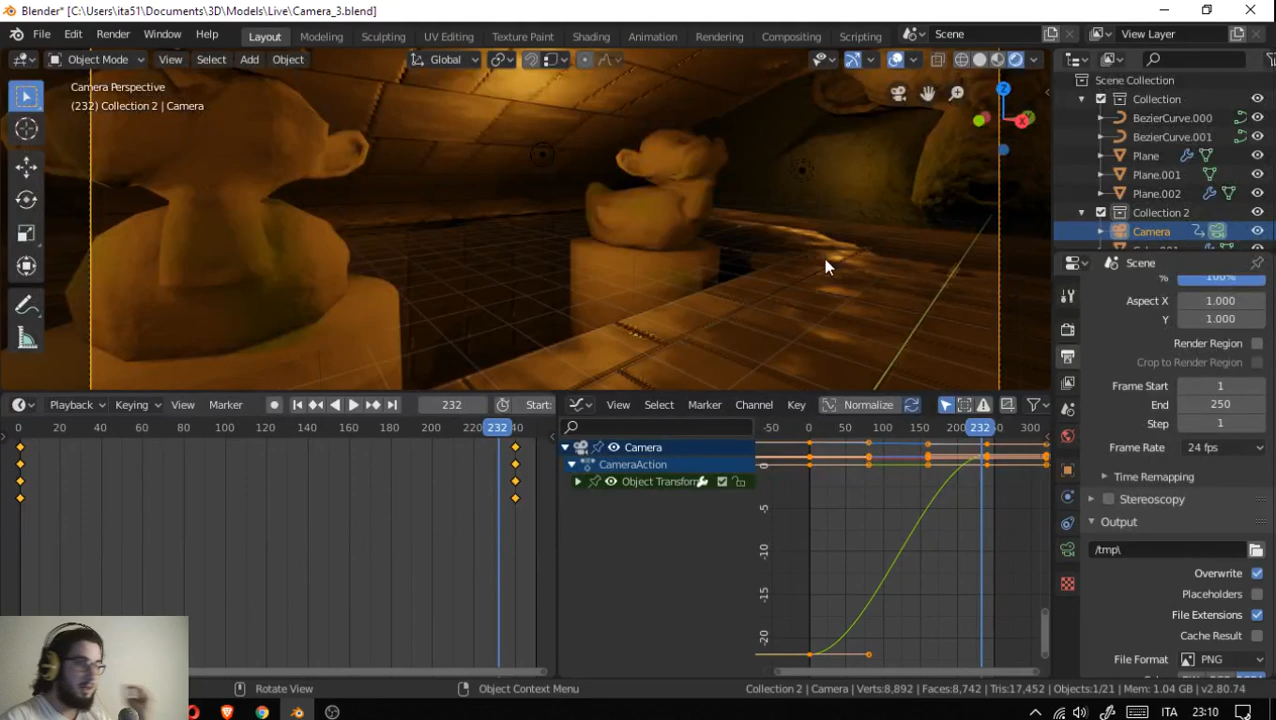 Blender* [C:\Users\ita51\Documents\3D\Models\Live\Camera_3.blend]
File Edit Render Window Help Layout Modeling Sculpting UV Editing Texture Paint Shading Animation Rendering Compositing Scripting Scene View Layer
Object Mode View Select Add Object Global
Camera Perspective
(232) Collection 2 | Camera
Z
X
Scene Collection
Collection
BezierCurve.000
BezierCurve.001
Plane
Plane.001
Plane.002
Collection 2
Camera
Scene
% 100%
Aspect X 1.000
Y 1.000
Render Region
Crop to Render Region
Frame Start 1
End 250
Step 1
Frame Rate 24 fps
Time Remapping
Stereoscopy
Output
/tmp\
Overwrite
Placeholders
File Extensions
Cache Result
File Format PNG
Playback Keying View Marker 232 Start:
0 20 40 60 80 100 120 140 160 180 200 220 232 40
View Select Marker Channel Key Normalize
-50 0 50 100 150 200 232 300
Camera
CameraAction
Object Transform
0
-5
-10
-15
-20
Rotate View Object Context Menu Collection 2 | Camera | Verts:8,892 | Faces:8,742 | Tris:17,452 | Objects:1/21 | Mem: 1.04 GB | v2.80.74
ITA 23:10